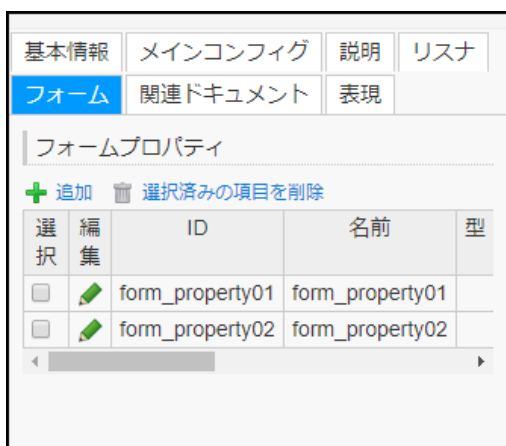 基本情報 メインコンフィグ 説明 リスナ
フォーム 関連ドキュメント 表現
フォームプロパティ
追加 選択済みの項目を削除
選択 編集 ID 名前 型
form_property01 form_property01
form_property02 form_property02